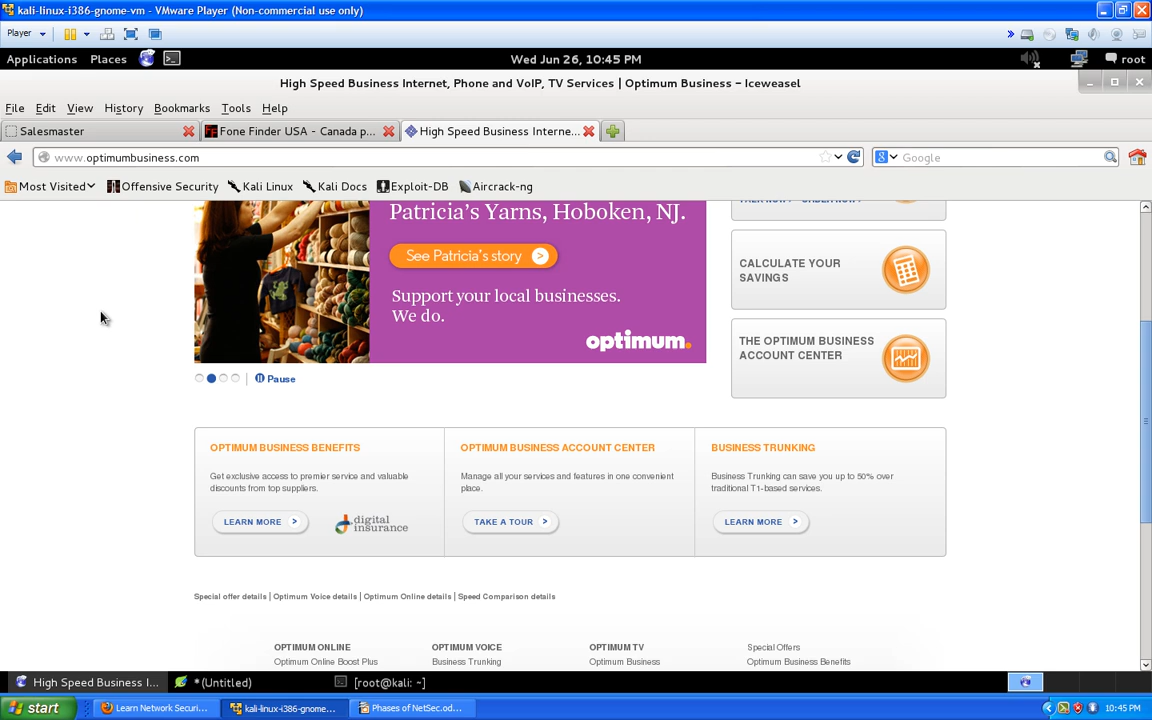 kali-linux-i386-gnome-vm - VMware Player (Non-commercial use only)
Player
Applications Places Wed Jun 26, 10:45 PM root
High Speed Business Internet, Phone and VoIP, TV Services | Optimum Business - Iceweasel
File Edit View History Bookmarks Tools Help
Salesmaster Fone Finder USA - Canada p... High Speed Business Interne...
www.optimumbusiness.com Google
Most Visited Offensive Security Kali Linux Kali Docs Exploit-DB Aircrack-ng
Patricia's Yarns, Hoboken, NJ.
See Patricia's story >
Support your local businesses.
We do.
optimum.
Pause
CALCULATE YOUR
SAVINGS
THE OPTIMUM BUSINESS
ACCOUNT CENTER
OPTIMUM BUSINESS BENEFITS
Get exclusive access to premier service and valuable
discounts from top suppliers.
LEARN MORE >
digital
insurance
OPTIMUM BUSINESS ACCOUNT CENTER
Manage all your services and features in one convenient
place.
TAKE A TOUR >
BUSINESS TRUNKING
Business Trunking can save you up to 50% over
traditional T1-based services.
LEARN MORE >
Special offer details | Optimum Voice details | Optimum Online details | Speed Comparison details
OPTIMUM ONLINE OPTIMUM VOICE OPTIMUM TV Special Offers
Optimum Online Boost Plus Business Trunking Optimum Business Optimum Business Benefits
High Speed Business I... *(Untitled) [root@kali: ~]
start Learn Network Securi... kali-linux-i386-gnome... Phases of NetSec.od... 10:45 PM